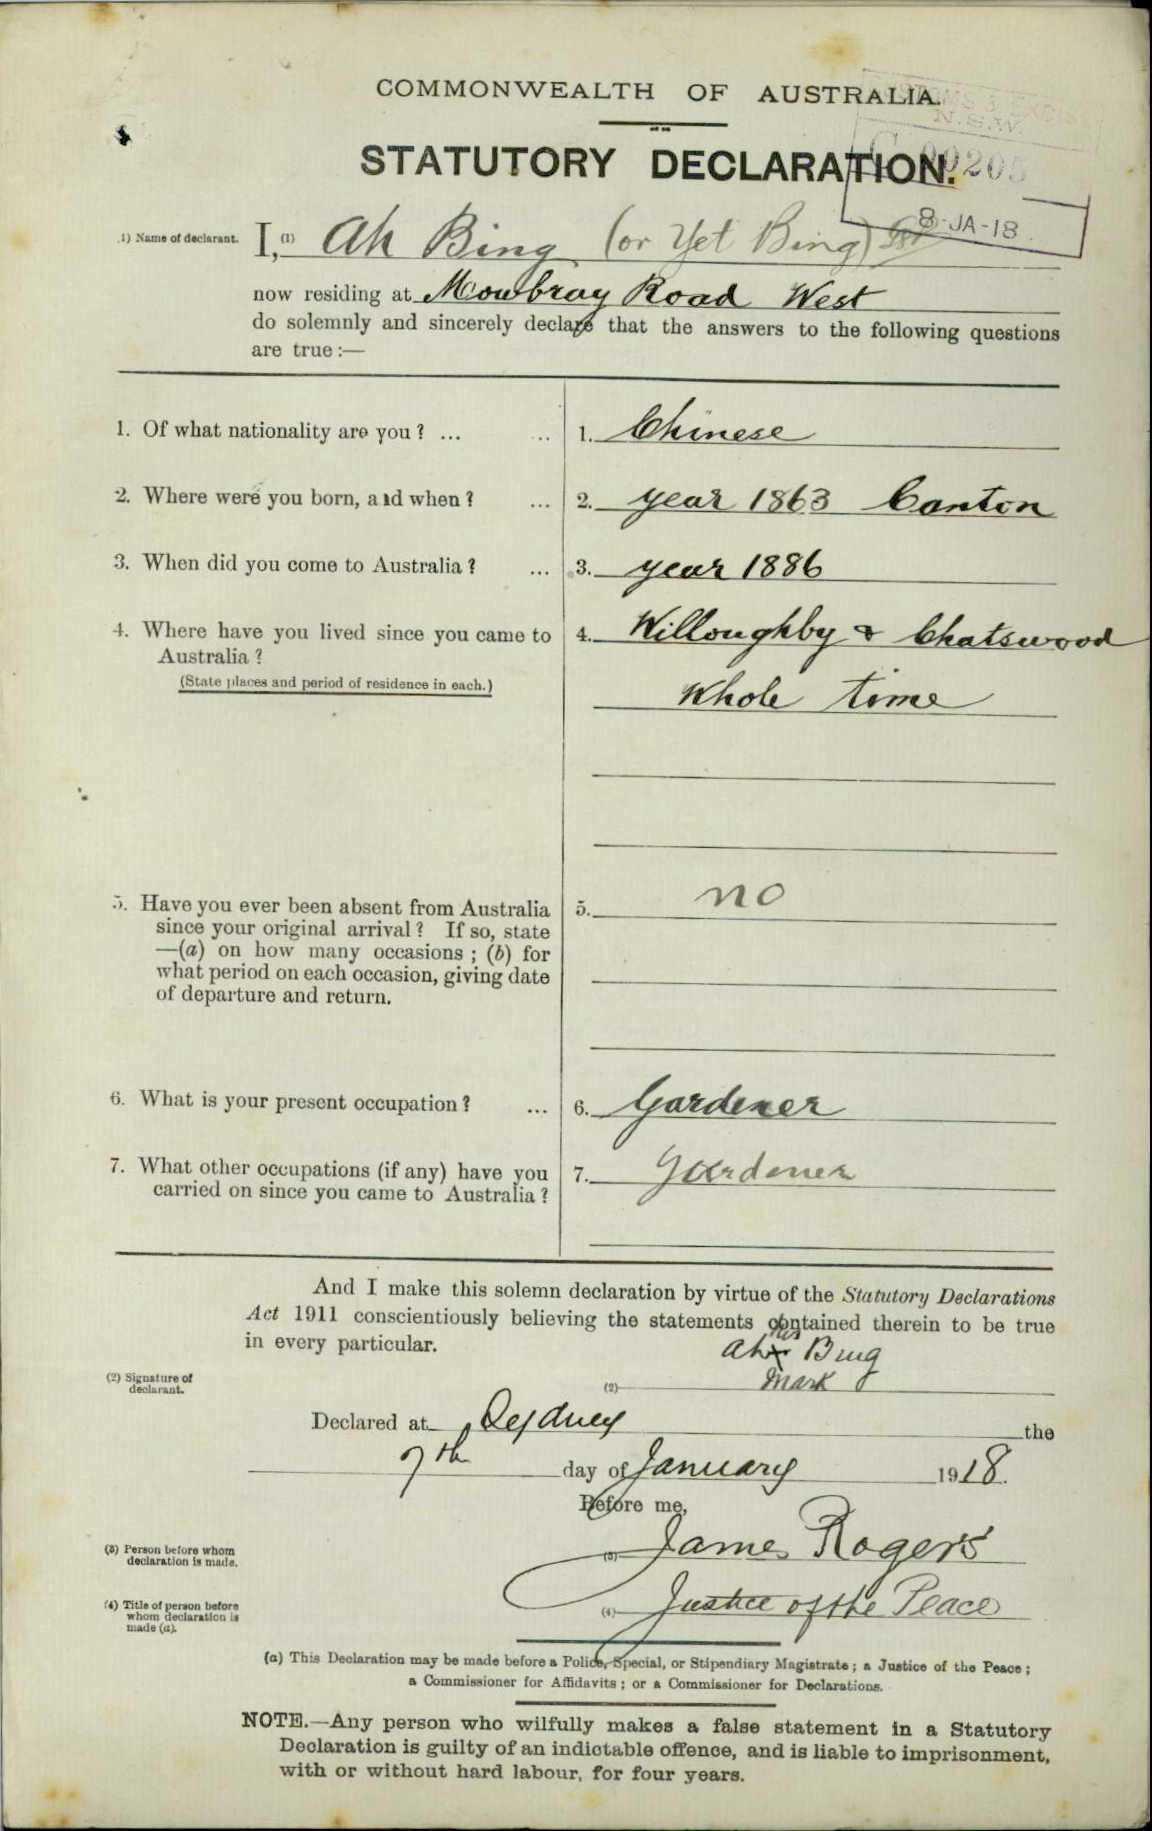 COMMONWEALTH OF AUSTRALIA.
N.S.W.
STATUTORY DECLARATION.
8-JA-18
(1) Name of declarant. I,(1) Ah Bing (or Yet Bing)
now residing at Mowbray Road West
do solemnly and sincerely declare that the answers to the following questions
are true:—
1. Of what nationality are you? ... ... 1. Chinese
2. Where were you born, and when? ... 2. year 1863 Canton
3. When did you come to Australia? ... 3. year 1886
4. Where have you lived since you came to 4. Willoughby & Chatswood
Australia?
(State places and period of residence in each.) Whole time
5. Have you ever been absent from Australia 5. no
since your original arrival? If so, state
—(a) on how many occasions; (b) for
what period on each occasion, giving date
of departure and return.
6. What is your present occupation? ... 6. Gardener
7. What other occupations (if any) have you 7. Gardener
carried on since you came to Australia?
And I make this solemn declaration by virtue of the Statutory Declarations
Act 1911 conscientiously believing the statements contained therein to be true
in every particular.
his
Ah x Bing
(2) Signature of declarant. (2) mark
Declared at Sydney the
7th day of January 1918.
Before me,
(3) Person before whom declaration is made. (3) James Rogers
(4) Title of person before whom declaration is made (a). (4) Justice of the Peace
(a) This Declaration may be made before a Police, Special, or Stipendiary Magistrate; a Justice of the Peace;
a Commissioner for Affidavits; or a Commissioner for Declarations.
NOTE.—Any person who wilfully makes a false statement in a Statutory
Declaration is guilty of an indictable offence, and is liable to imprisonment,
with or without hard labour, for four years.